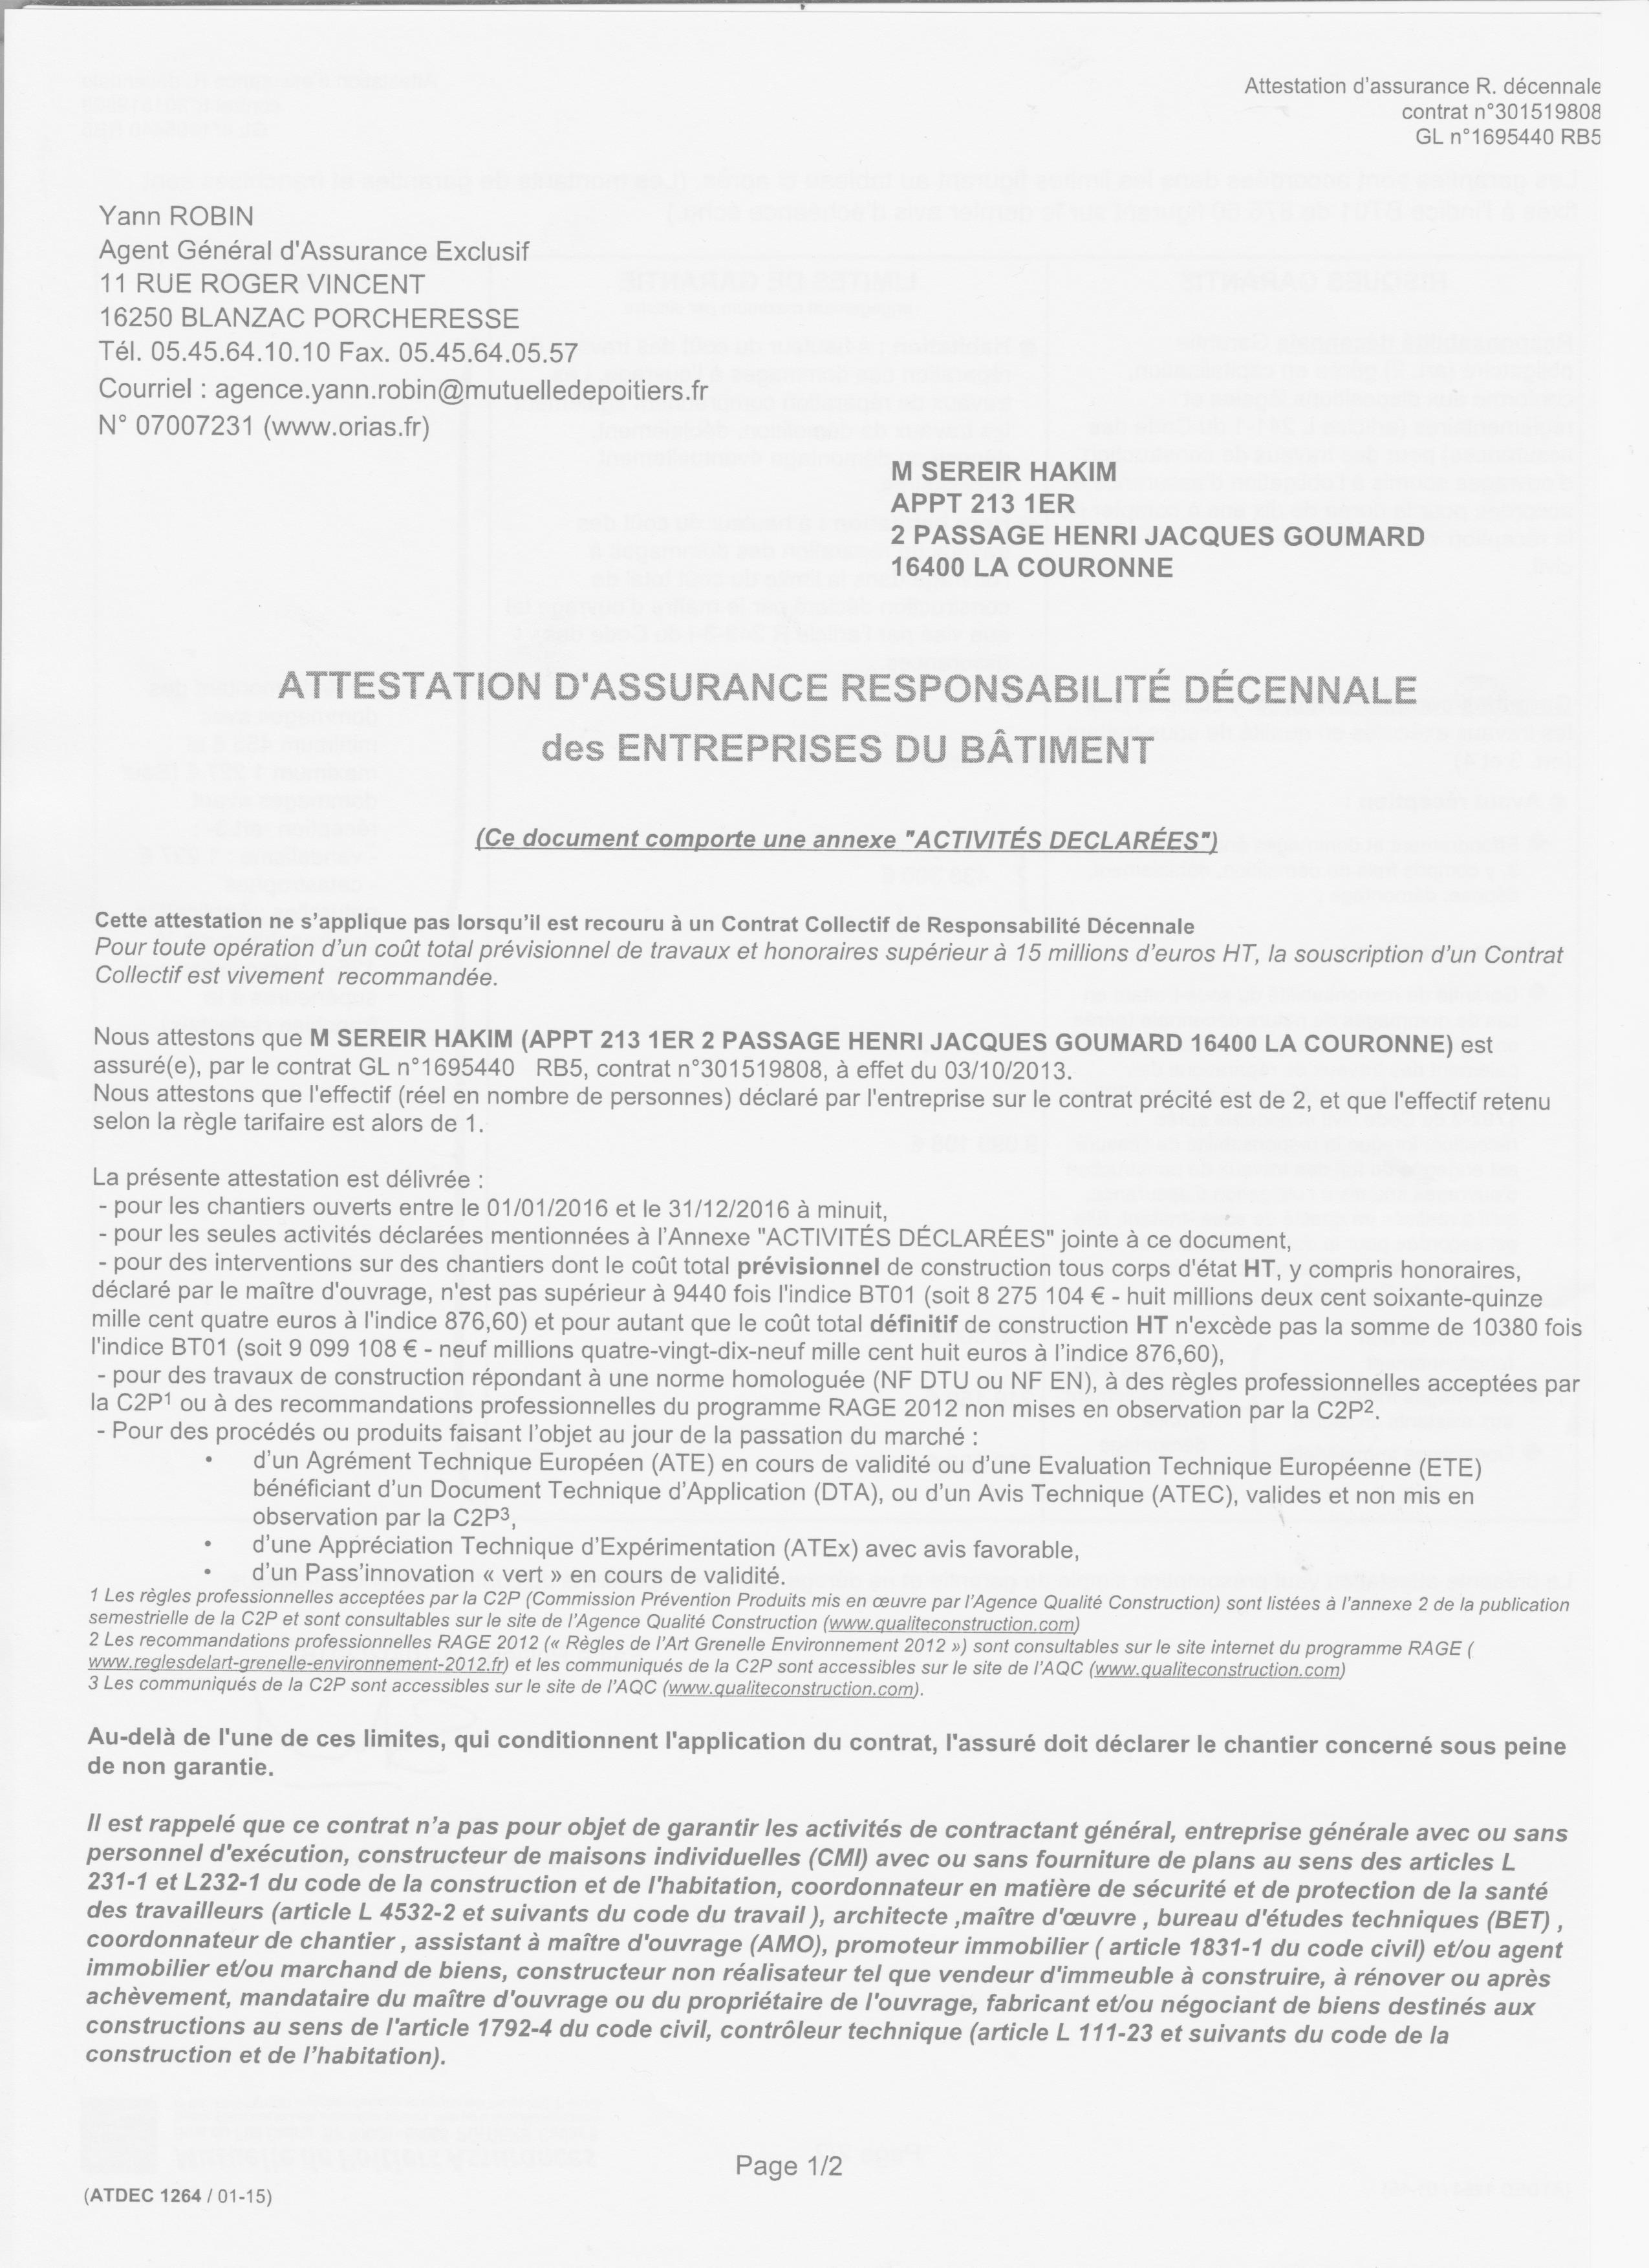 Attestation d'assurance R. décennale
contrat n°301519808
GL n°1695440 RB5
Yann ROBIN
Agent Général d'Assurance Exclusif
11 RUE ROGER VINCENT
16250 BLANZAC PORCHERESSE
Tél. 05.45.64.10.10 Fax. 05.45.64.05.57
Courriel : agence.yann.robin@mutuelledepoitiers.fr
N° 07007231 (www.orias.fr)
M SEREIR HAKIM
APPT 213 1ER
2 PASSAGE HENRI JACQUES GOUMARD
16400 LA COURONNE
ATTESTATION D'ASSURANCE RESPONSABILITÉ DÉCENNALE
des ENTREPRISES DU BÂTIMENT
(Ce document comporte une annexe "ACTIVITÉS DECLARÉES")
Cette attestation ne s'applique pas lorsqu'il est recouru à un Contrat Collectif de Responsabilité Décennale
Pour toute opération d'un coût total prévisionnel de travaux et honoraires supérieur à 15 millions d'euros HT, la souscription d'un Contrat
Collectif est vivement recommandée.
Nous attestons que M SEREIR HAKIM (APPT 213 1ER 2 PASSAGE HENRI JACQUES GOUMARD 16400 LA COURONNE) est
assuré(e), par le contrat GL n°1695440 RB5, contrat n°301519808, à effet du 03/10/2013.
Nous attestons que l'effectif (réel en nombre de personnes) déclaré par l'entreprise sur le contrat précité est de 2, et que l'effectif retenu
selon la règle tarifaire est alors de 1.
La présente attestation est délivrée :
- pour les chantiers ouverts entre le 01/01/2016 et le 31/12/2016 à minuit,
- pour les seules activités déclarées mentionnées à l'Annexe "ACTIVITÉS DÉCLARÉES" jointe à ce document,
- pour des interventions sur des chantiers dont le coût total prévisionnel de construction tous corps d'état HT, y compris honoraires,
déclaré par le maître d'ouvrage, n'est pas supérieur à 9440 fois l'indice BT01 (soit 8 275 104 € - huit millions deux cent soixante-quinze
mille cent quatre euros à l'indice 876,60) et pour autant que le coût total définitif de construction HT n'excède pas la somme de 10380 fois
l'indice BT01 (soit 9 099 108 € - neuf millions quatre-vingt-dix-neuf mille cent huit euros à l'indice 876,60),
- pour des travaux de construction répondant à une norme homologuée (NF DTU ou NF EN), à des règles professionnelles acceptées par
la C2P¹ ou à des recommandations professionnelles du programme RAGE 2012 non mises en observation par la C2P².
- Pour des procédés ou produits faisant l'objet au jour de la passation du marché :
• d'un Agrément Technique Européen (ATE) en cours de validité ou d'une Evaluation Technique Européenne (ETE)
bénéficiant d'un Document Technique d'Application (DTA), ou d'un Avis Technique (ATEC), valides et non mis en
observation par la C2P³,
• d'une Appréciation Technique d'Expérimentation (ATEx) avec avis favorable,
• d'un Pass'innovation « vert » en cours de validité.
1 Les règles professionnelles acceptées par la C2P (Commission Prévention Produits mis en œuvre par l'Agence Qualité Construction) sont listées à l'annexe 2 de la publication
semestrielle de la C2P et sont consultables sur le site de l'Agence Qualité Construction (www.qualiteconstruction.com)
2 Les recommandations professionnelles RAGE 2012 (« Règles de l'Art Grenelle Environnement 2012 ») sont consultables sur le site internet du programme RAGE (
www.reglesdelart-grenelle-environnement-2012.fr) et les communiqués de la C2P sont accessibles sur le site de l'AQC (www.qualiteconstruction.com)
3 Les communiqués de la C2P sont accessibles sur le site de l'AQC (www.qualiteconstruction.com).
Au-delà de l'une de ces limites, qui conditionnent l'application du contrat, l'assuré doit déclarer le chantier concerné sous peine
de non garantie.
Il est rappelé que ce contrat n'a pas pour objet de garantir les activités de contractant général, entreprise générale avec ou sans
personnel d'exécution, constructeur de maisons individuelles (CMI) avec ou sans fourniture de plans au sens des articles L
231-1 et L232-1 du code de la construction et de l'habitation, coordonnateur en matière de sécurité et de protection de la santé
des travailleurs (article L 4532-2 et suivants du code du travail ), architecte ,maître d'œuvre , bureau d'études techniques (BET) ,
coordonnateur de chantier , assistant à maître d'ouvrage (AMO), promoteur immobilier ( article 1831-1 du code civil) et/ou agent
immobilier et/ou marchand de biens, constructeur non réalisateur tel que vendeur d'immeuble à construire, à rénover ou après
achèvement, mandataire du maître d'ouvrage ou du propriétaire de l'ouvrage, fabricant et/ou négociant de biens destinés aux
constructions au sens de l'article 1792-4 du code civil, contrôleur technique (article L 111-23 et suivants du code de la
construction et de l'habitation).
Page 1/2
(ATDEC 1264 / 01-15)